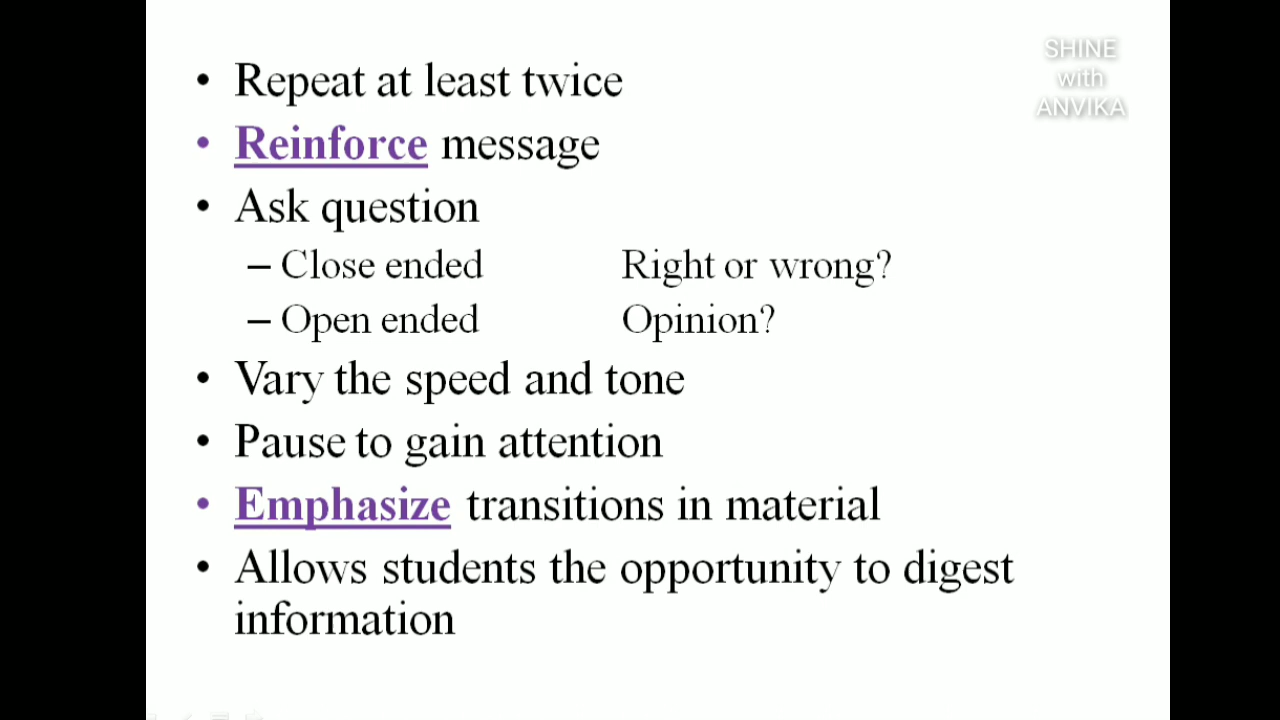 SHINE
with
ANVIKA
• Repeat at least twice
• Reinforce message
• Ask question
– Close ended Right or wrong?
– Open ended Opinion?
• Vary the speed and tone
• Pause to gain attention
• Emphasize transitions in material
• Allows students the opportunity to digest
information